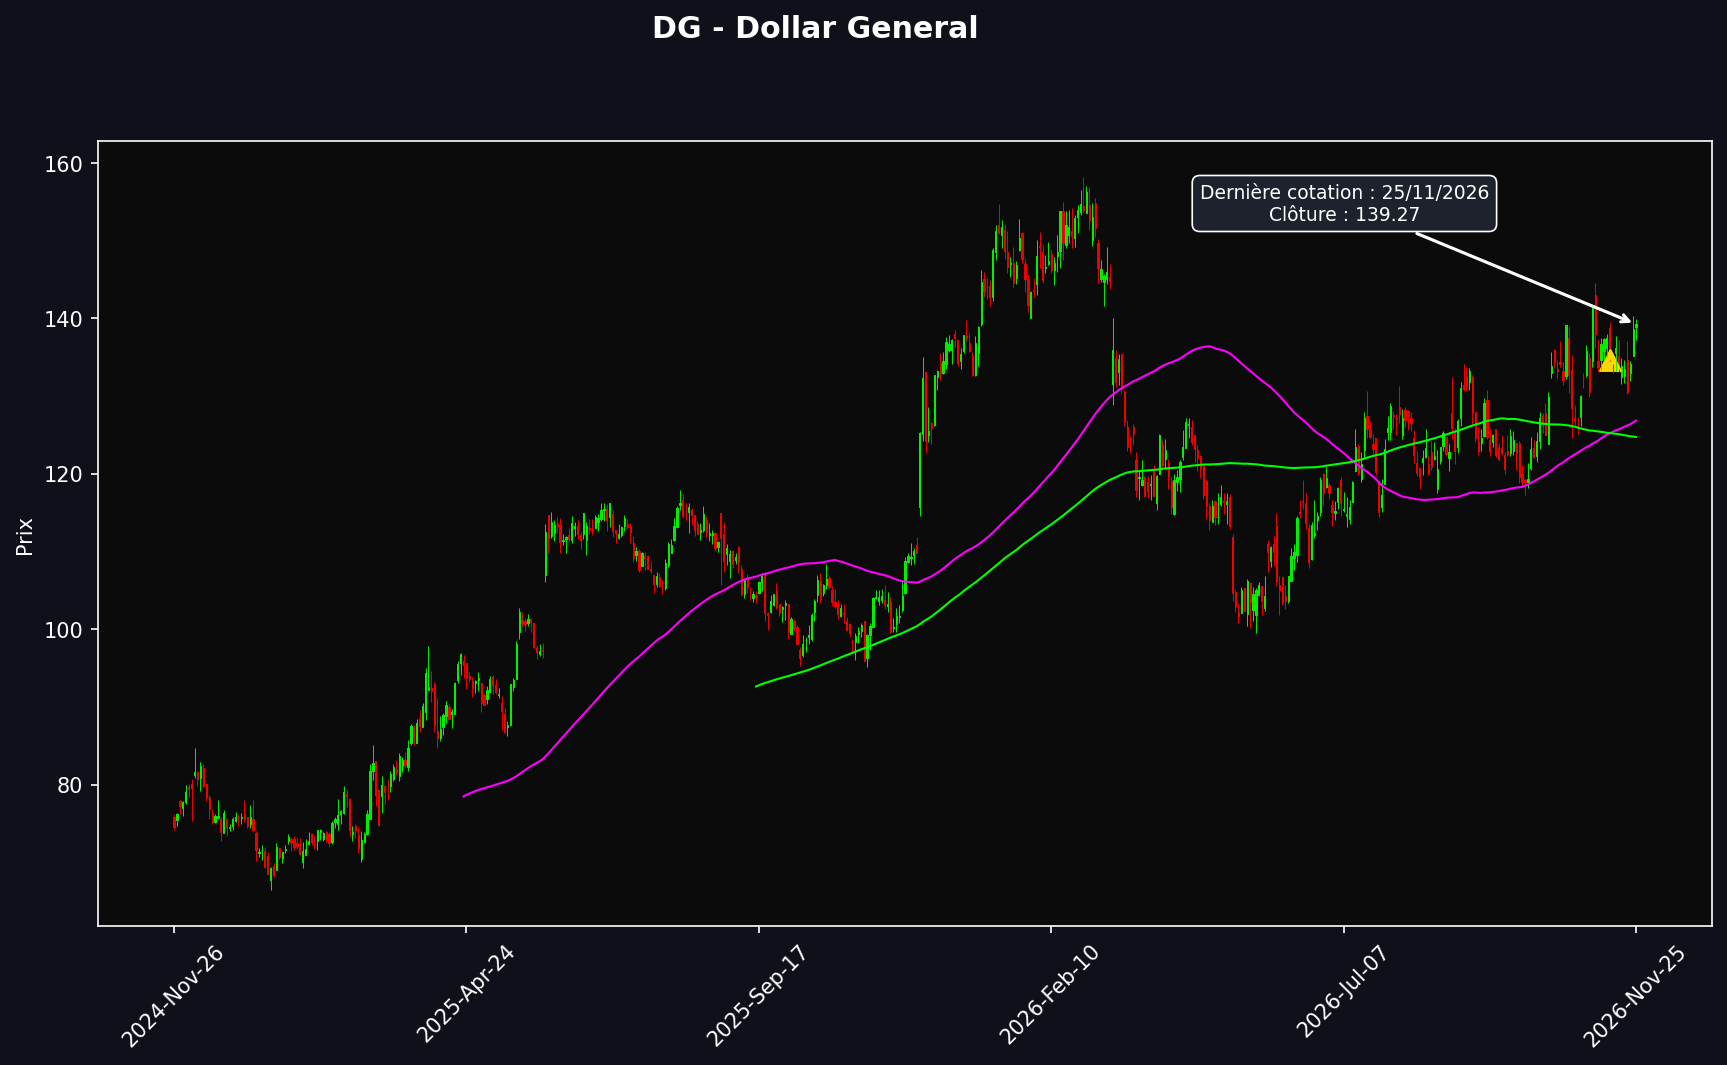 DG - Dollar General
160
Dernière cotation : 25/11/2026
Clôture : 139.27
140
120
Prix
100
80
2024-Nov-26
2025-Apr-24
2025-Sep-17
2026-Feb-10
2026-Jul-07
2026-Nov-25